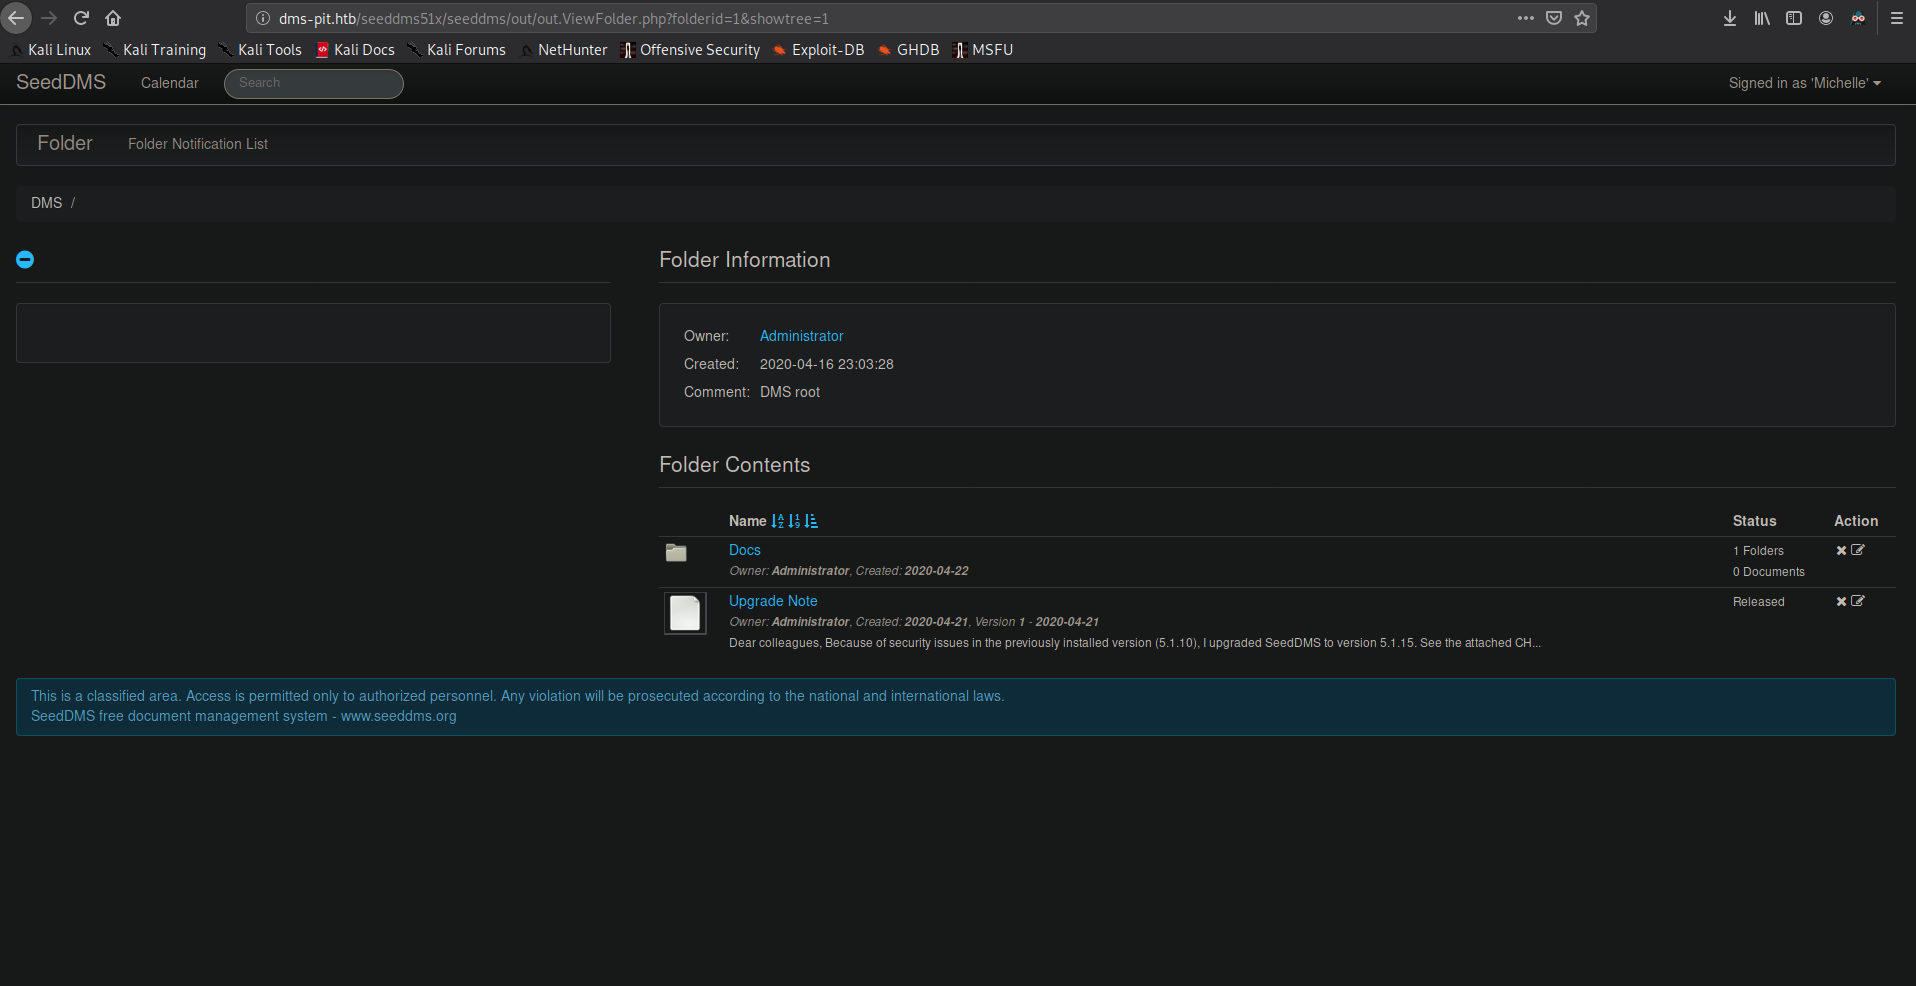 dms-pit.htb/seeddms51x/seeddms/out/out.ViewFolder.php?folderid=1&showtree=1
Kali Linux Kali Training Kali Tools Kali Docs Kali Forums NetHunter Offensive Security Exploit-DB GHDB MSFU
SeedDMS Calendar Search Signed in as 'Michelle'
Folder Folder Notification List
DMS /
Folder Information
Owner: Administrator
Created: 2020-04-16 23:03:28
Comment: DMS root
Folder Contents
Name Status Action
Docs 1 Folders
Owner: Administrator, Created: 2020-04-22 0 Documents
Upgrade Note Released
Owner: Administrator, Created: 2020-04-21, Version 1 - 2020-04-21
Dear colleagues, Because of security issues in the previously installed version (5.1.10), I upgraded SeedDMS to version 5.1.15. See the attached CH...
This is a classified area. Access is permitted only to authorized personnel. Any violation will be prosecuted according to the national and international laws.
SeedDMS free document management system - www.seeddms.org